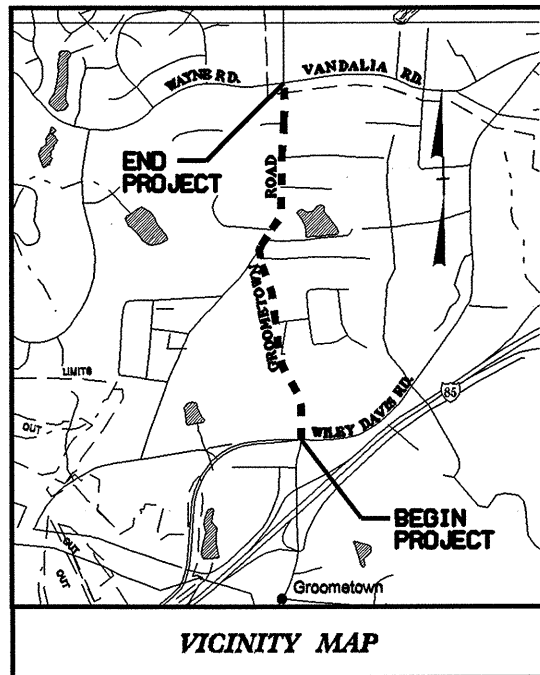 WAYNE RD.
VANDALIA RD.
END
PROJECT
ROAD
GROOMETOWN
LIMITS
OUT
85
WILEY DAVIS RD.
BEGIN
PROJECT
OUT
OUT
Groometown
VICINITY MAP